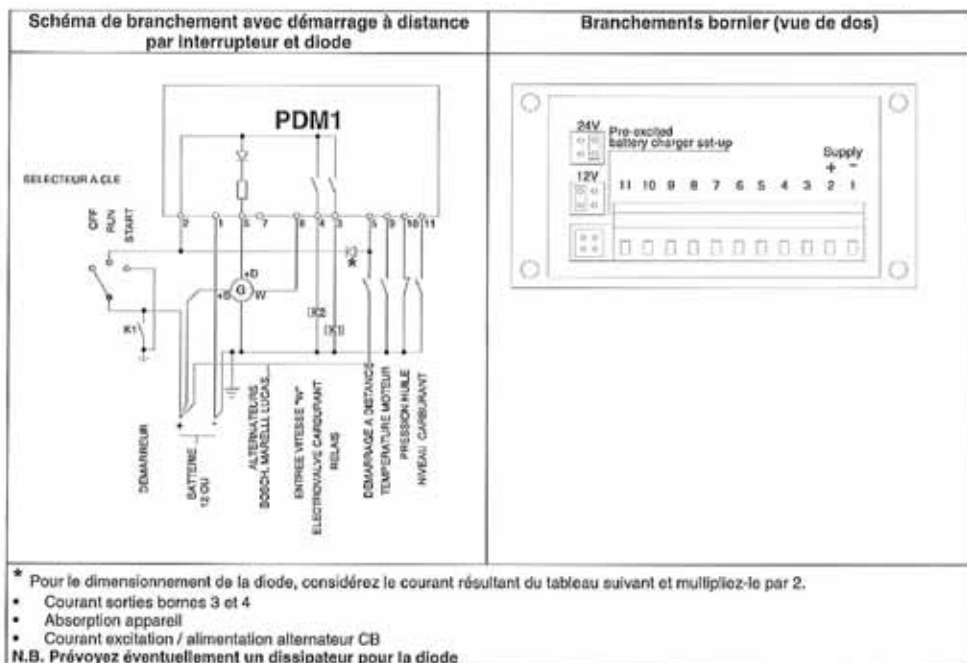 Schéma de branchement avec démarrage à distance
par interrupteur et diode
Branchements bornier (vue de dos)
PDM1
SELECTEUR A CLE
OFF
RUN
START
2
1
7
4
3
9
10
11
+D
+B
G
W
K2
K1
K1
+
-
DEMARREUR
BATTERIE
12 OU
ALTERNATEURS
BOSCH, MARELLI, LUCAS,
ENTREE VITESSE "W"
ELECTROVALVE CARBURANT
RELAIS
DEMARRAGE A DISTANCE
TEMPERATURE MOTEUR
PRESSION HUILE
NIVEAU CARBURANT
24V
Pre-excited
battery charger set-up
12V
Supply
+ -
11 10 9 8 7 6 5 4 3 2 1
* Pour le dimensionnement de la diode, considérez le courant résultant du tableau suivant et multipliez-le par 2.
• Courant sorties bornes 3 et 4
• Absorption appareil
• Courant excitation / alimentation alternateur CB
N.B. Prévoyez éventuellement un dissipateur pour la diode